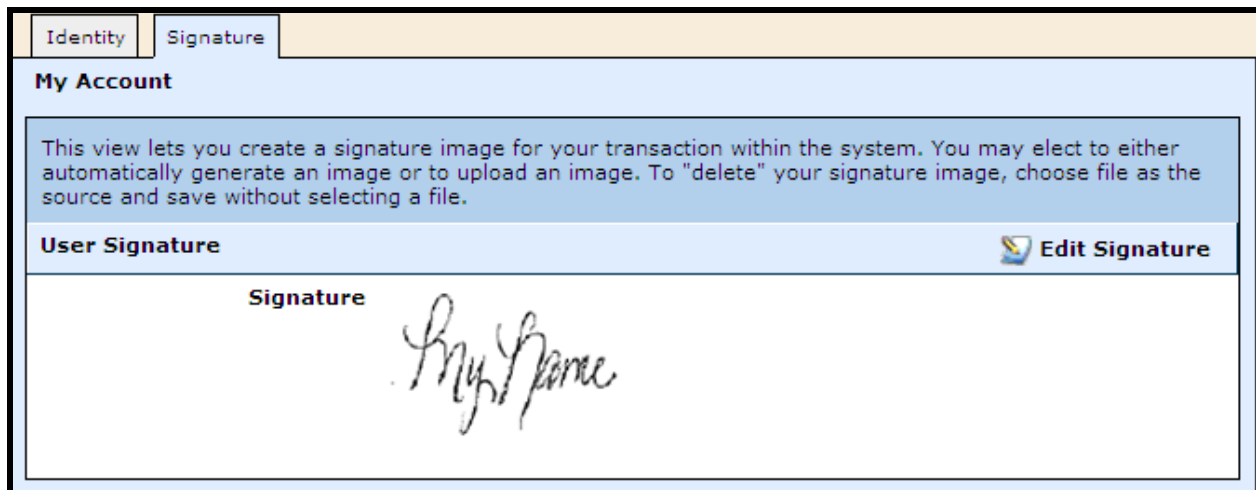 Identity Signature
My Account
This view lets you create a signature image for your transaction within the system. You may elect to either
automatically generate an image or to upload an image. To "delete" your signature image, choose file as the
source and save without selecting a file.
User Signature Edit Signature
Signature
My Name